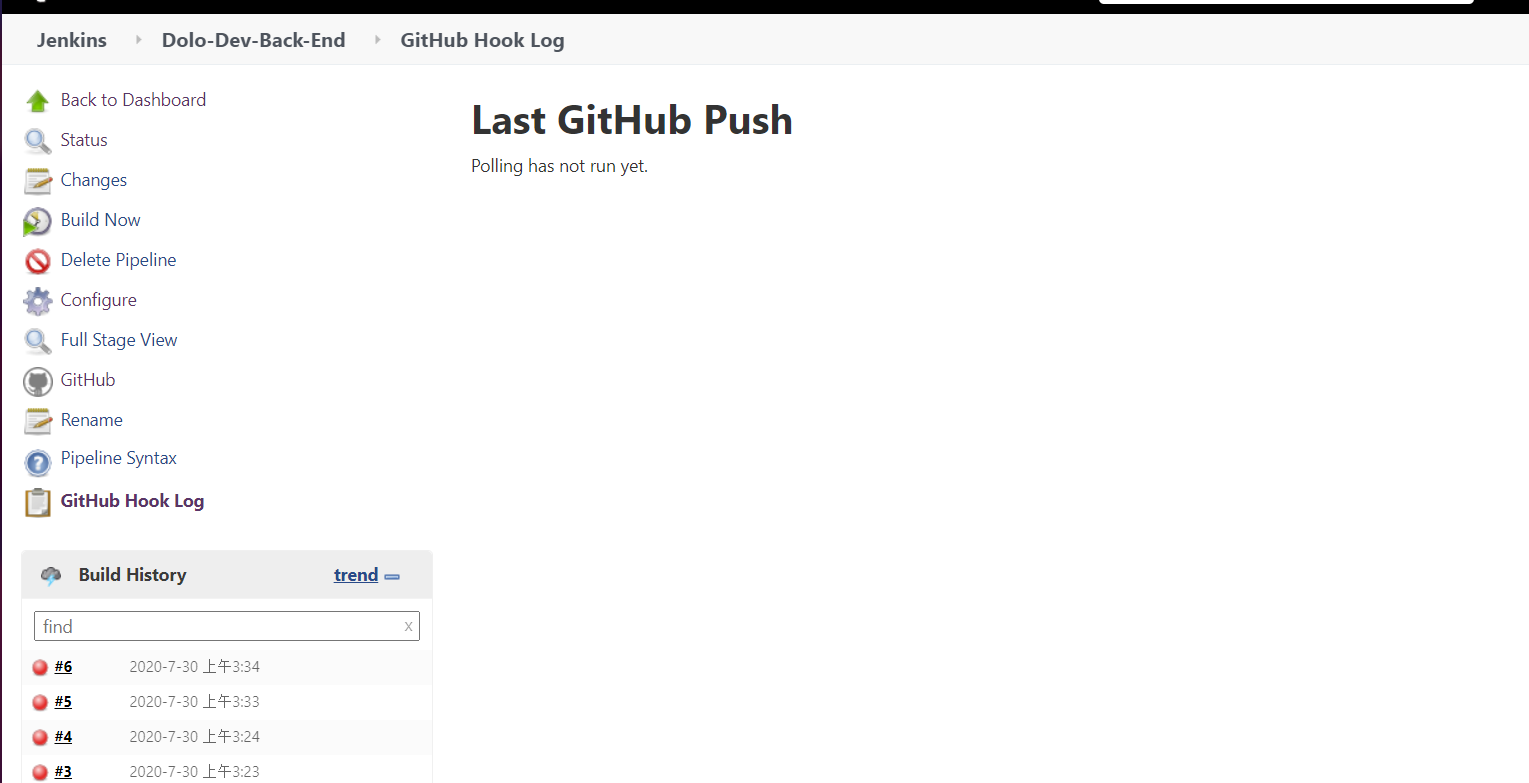 Jenkins Dolo-Dev-Back-End GitHub Hook Log
Back to Dashboard
Status
Changes
Build Now
Delete Pipeline
Configure
Full Stage View
GitHub
Rename
Pipeline Syntax
GitHub Hook Log
Build History trend
find x
#6 2020-7-30 上午3:34
#5 2020-7-30 上午3:33
#4 2020-7-30 上午3:24
#3 2020-7-30 上午3:23
Last GitHub Push
Polling has not run yet.